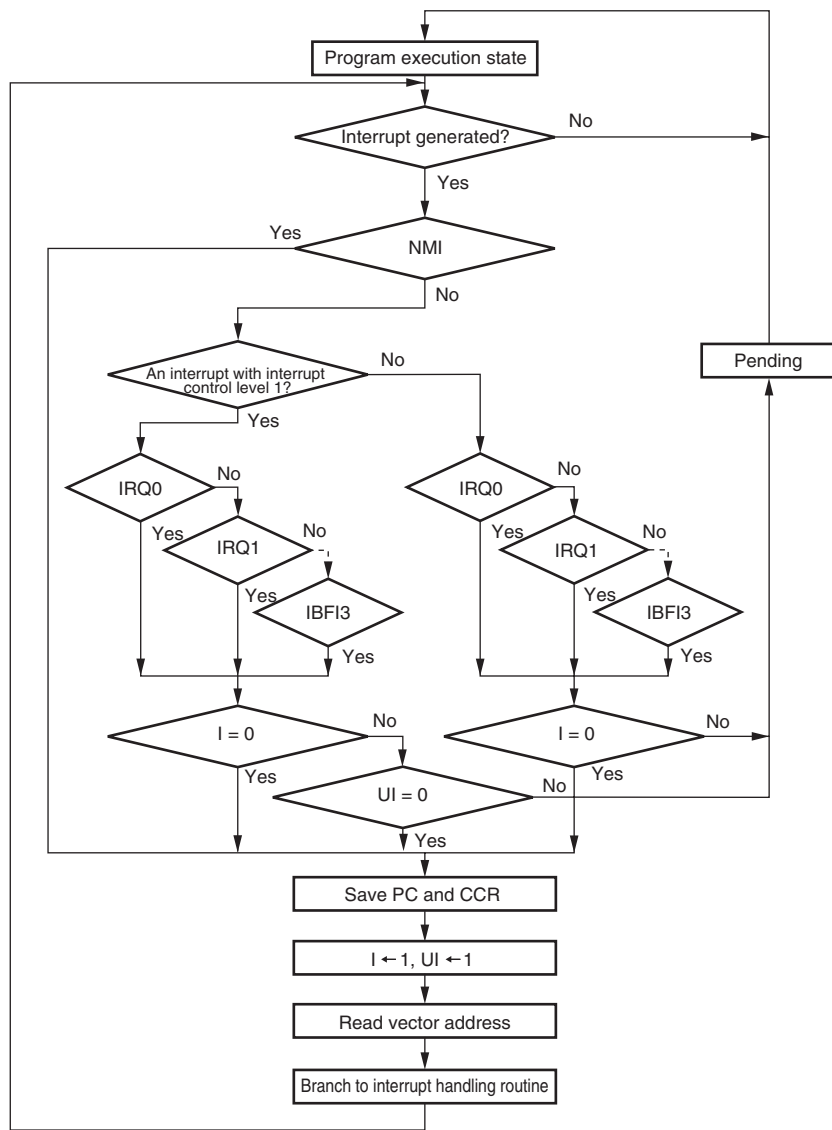 Program execution state
Interrupt generated?
No
Yes
Yes
NMI
No
An interrupt with interrupt
control level 1?
No
Pending
Yes
IRQ0
No
IRQ0
No
Yes
IRQ1
No
Yes
IRQ1
No
Yes
IBFI3
Yes
IBFI3
Yes
Yes
I = 0
No
I = 0
No
Yes
UI = 0
No
Yes
Yes
Save PC and CCR
I ← 1, UI ← 1
Read vector address
Branch to interrupt handling routine